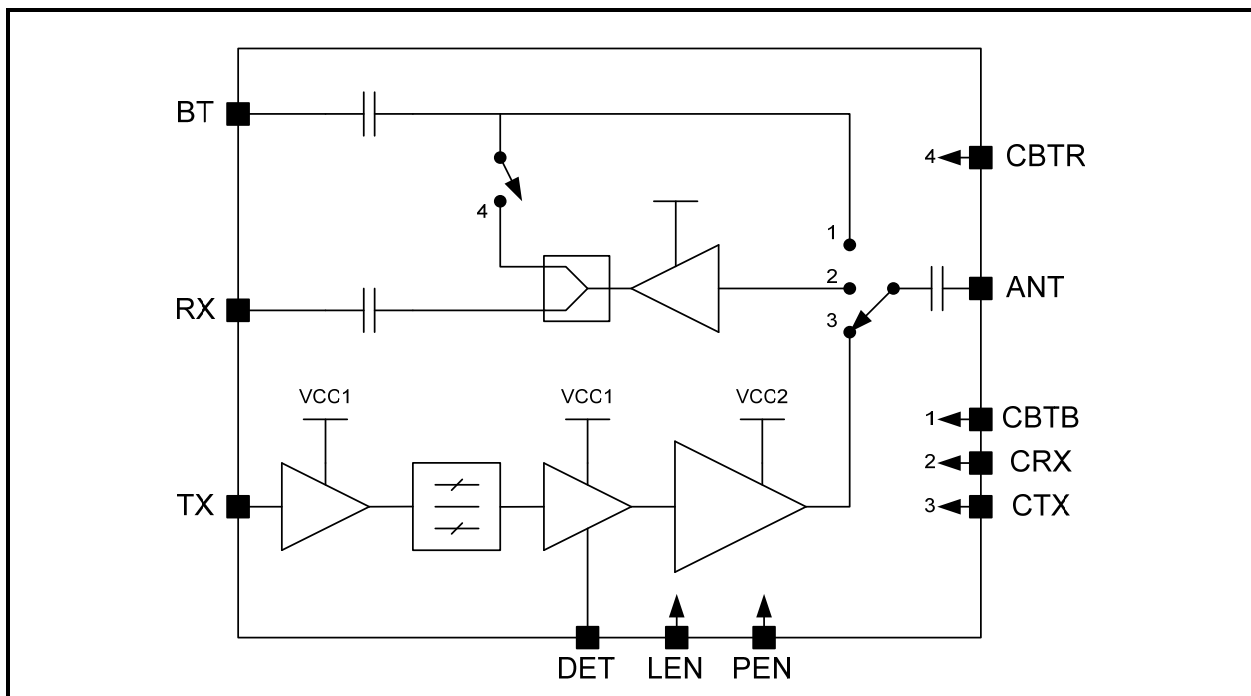 BT
4
CBTR
4
1
RX
2
ANT
3
VCC1
VCC1
VCC2
1
CBTB
2
CRX
TX
3
CTX
DET
LEN
PEN